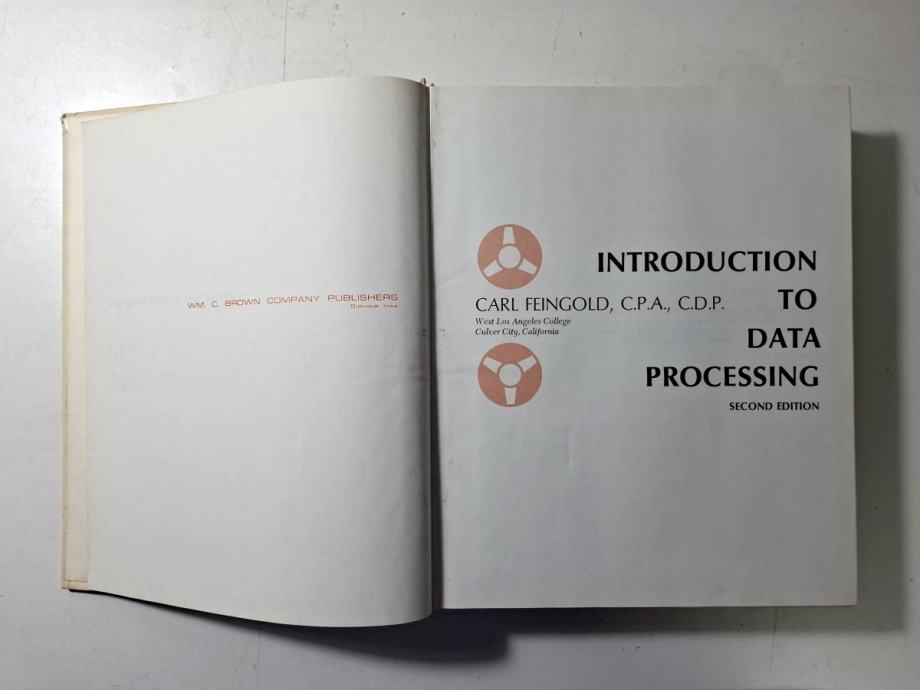 WM. C. BROWN COMPANY PUBLISHERS
Dubuque, Iowa
INTRODUCTION
TO
DATA
PROCESSING
SECOND EDITION
CARL FEINGOLD, C.P.A., C.D.P.
West Los Angeles College
Culver City, California